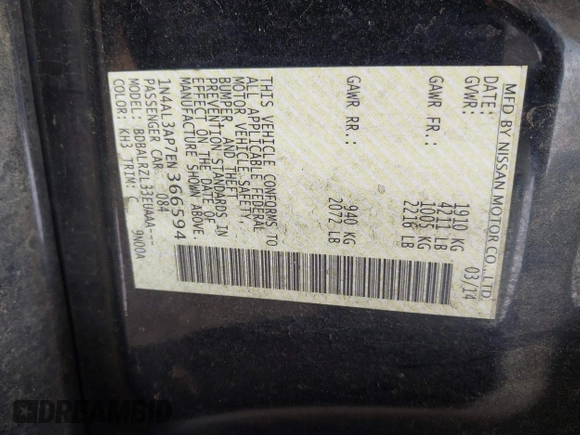 MFD BY NISSAN MOTOR CO., LTD.
DATE: 03/14
GVWR: 1910 KG
4211 LB
GAWR FR.: 1005 KG
2216 LB
GAWR RR.: 940 KG
2072 LB
THIS VEHICLE CONFORMS TO
ALL APPLICABLE FEDERAL
MOTOR VEHICLE SAFETY,
BUMPER, AND THEFT
PREVENTION STANDARDS IN
EFFECT ON THE DATE OF
MANUFACTURE SHOWN ABOVE.
1N4AL3AP7EN366594
PASSENGER CAR D84
MODEL: BDBALRZL33EUAAA---
COLOR: KH3 TRIM: C 9N00A
DREAMBID